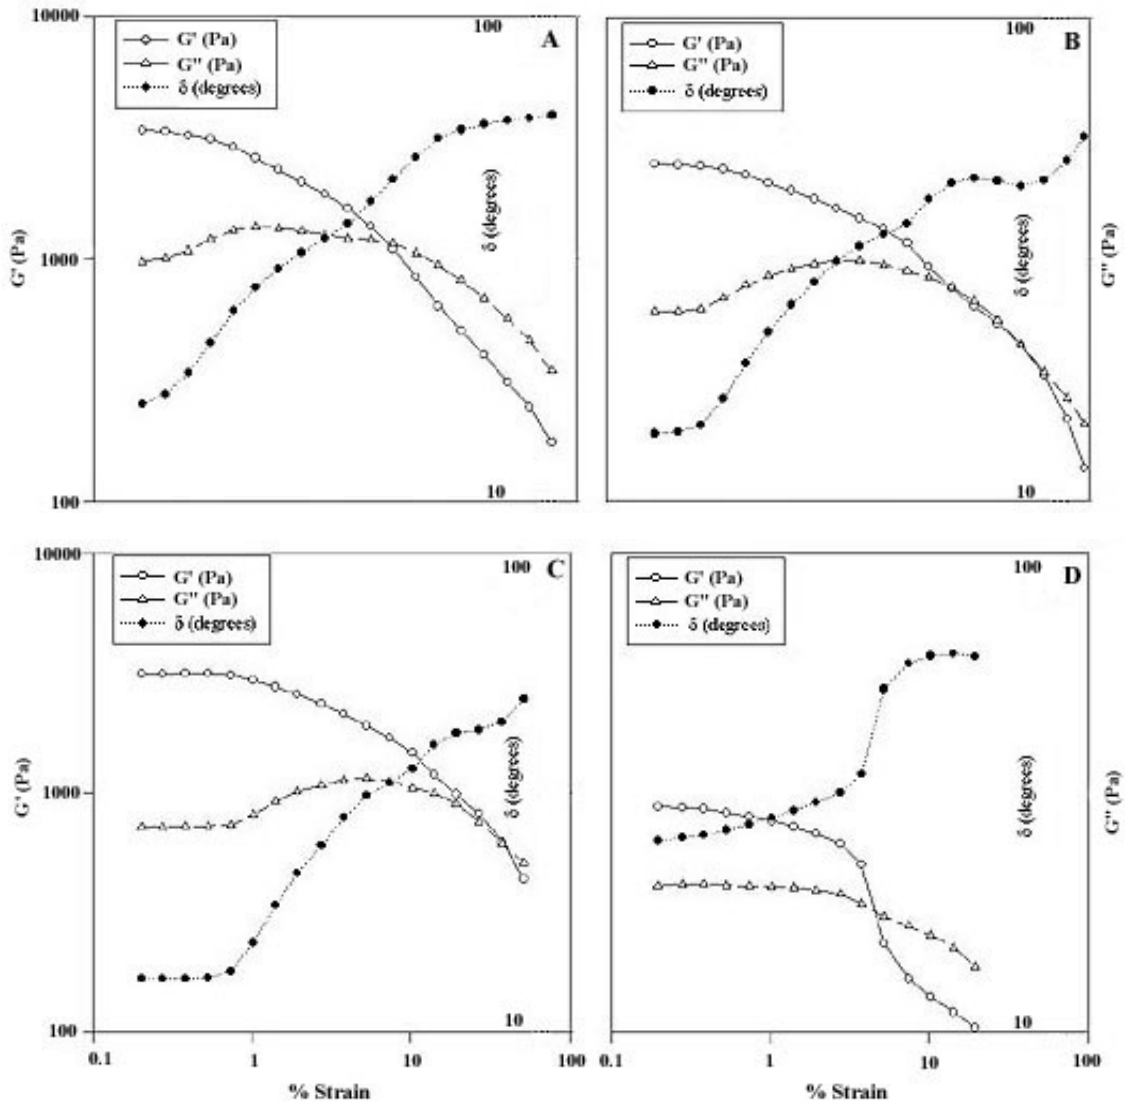 10000
1000
100
G' (Pa)
G' (Pa)
G'' (Pa)
δ (degrees)
100
A
δ (degrees)
10
G' (Pa)
G'' (Pa)
δ (degrees)
100
B
δ (degrees)
10
G'' (Pa)
10000
1000
100
G' (Pa)
G' (Pa)
G'' (Pa)
δ (degrees)
100
C
δ (degrees)
10
0.1
1
10
100
% Strain
G' (Pa)
G'' (Pa)
δ (degrees)
100
D
δ (degrees)
10
G'' (Pa)
0.1
1
10
100
% Strain